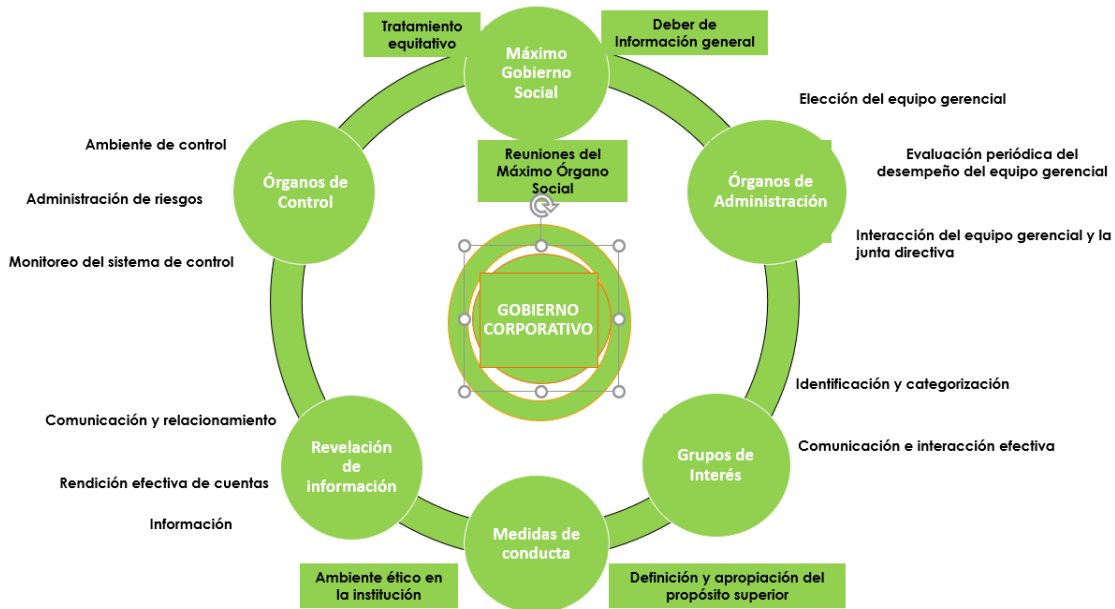 Tratamiento
equitativo
Máximo
Gobierno
Social
Deber de
Información general
Elección del equipo gerencial
Ambiente de control
Órganos de
Control
Administración de riesgos
Monitoreo del sistema de control
Reuniones del
Máximo Órgano
Social
Órganos de
Administración
Evaluación periódica del
desempeño del equipo gerencial
Interacción del equipo gerencial y la
junta directiva
GOBIERNO
CORPORATIVO
Identificación y categorización
Comunicación y relacionamiento
Revelación
de
información
Rendición efectiva de cuentas
Información
Grupos de
Interés
Comunicación e interacción efectiva
Medidas de
conducta
Ambiente ético en
la institución
Definición y apropiación del
propósito superior